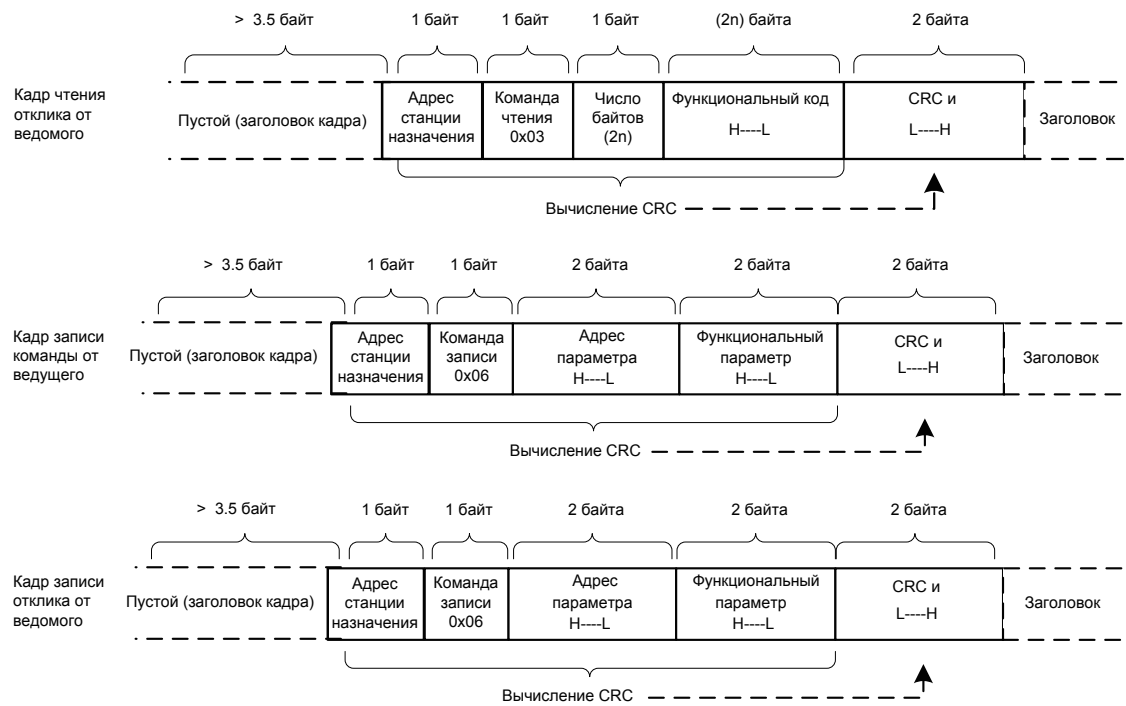 > 3.5 байт
1 байт
1 байт
1 байт
(2n) байта
2 байта
Кадр чтения
отклика от
ведомого
Пустой (заголовок кадра)
Адрес
станции
назначения
Команда
чтения
0x03
Число
байтов
(2n)
Функциональный код
H----L
CRC и
L----H
Заголовок
Вычисление CRC
> 3.5 байт
1 байт
1 байт
2 байта
2 байта
2 байта
Кадр записи
команды от
ведущего
Пустой (заголовок кадра)
Адрес
станции
назначения
Команда
записи
0x06
Адрес
параметра
H----L
Функциональный
параметр
H----L
CRC и
L----H
Заголовок
Вычисление CRC
> 3.5 байт
1 байт
1 байт
2 байта
2 байта
2 байта
Кадр записи
отклика от
ведомого
Пустой (заголовок кадра)
Адрес
станции
назначения
Команда
записи
0x06
Адрес
параметра
H----L
Функциональный
параметр
H----L
CRC и
L----H
Заголовок
Вычисление CRC